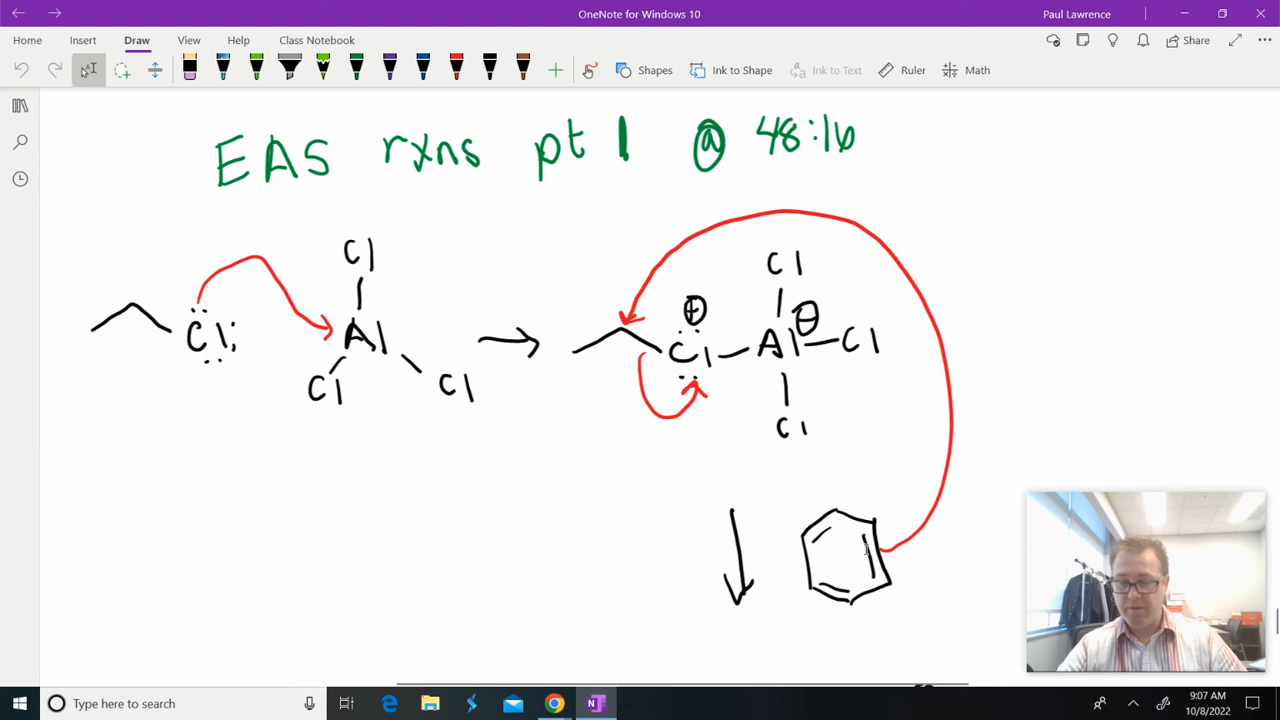 OneNote for Windows 10
Paul Lawrence
Home Insert Draw View Help Class Notebook
Share
Shapes Ink to Shape Ink to Text Ruler Math
EAS rxns pt 1 @ 48:16
Cl
Cl
Al
Cl
Cl
⊕
Cl
⊖
Cl
Al
Cl
Cl
Type here to search
9:07 AM
10/8/2022